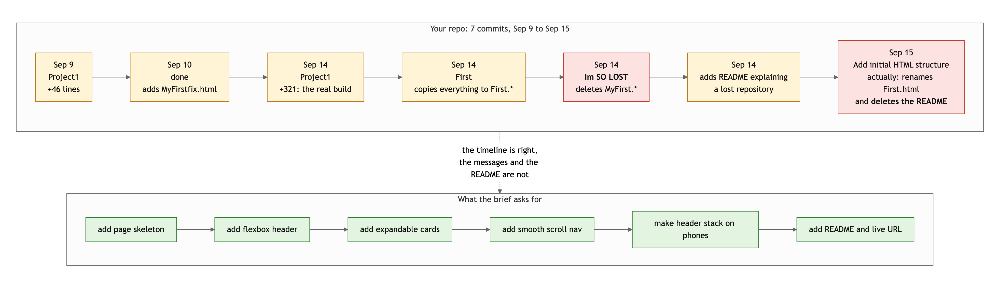 Your repo: 7 commits, Sep 9 to Sep 15
Sep 9
Project1
+46 lines
Sep 10
done
adds MyFirstfix.html
Sep 14
Project1
+321: the real build
Sep 14
First
copies everything to First.*
Sep 14
Im SO LOST
deletes MyFirst.*
Sep 14
adds README explaining
a lost repository
Sep 15
Add initial HTML structure
actually: renames
First.html
and deletes the README
the timeline is right,
the messages and the
README are not
What the brief asks for
add page skeleton
add flexbox header
add expandable cards
add smooth scroll nav
make header stack on
phones
add README and live URL